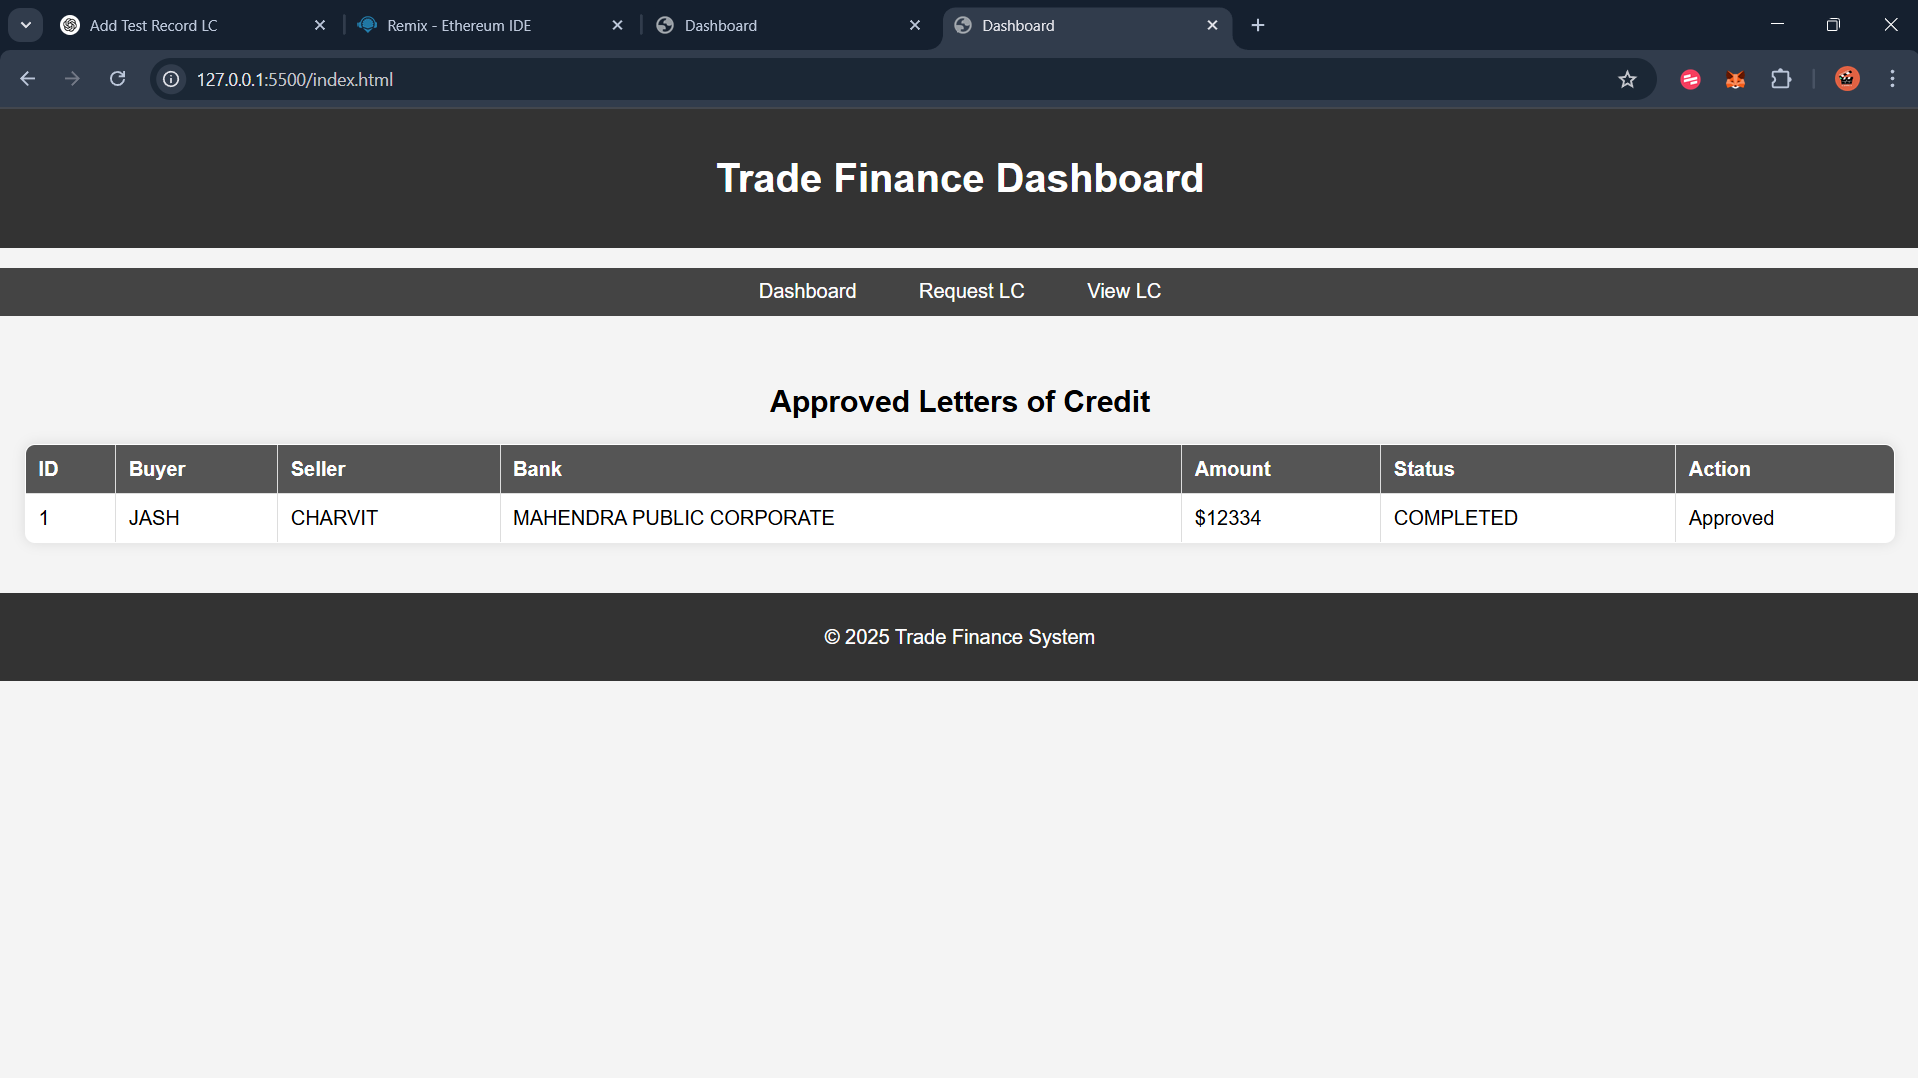 Add Test Record LC
Remix - Ethereum IDE
Dashboard
Dashboard
127.0.0.1:5500/index.html
Trade Finance Dashboard
Dashboard Request LC View LC
Approved Letters of Credit
ID Buyer Seller Bank Amount Status Action
1 JASH CHARVIT MAHENDRA PUBLIC CORPORATE $12334 COMPLETED Approved
© 2025 Trade Finance System